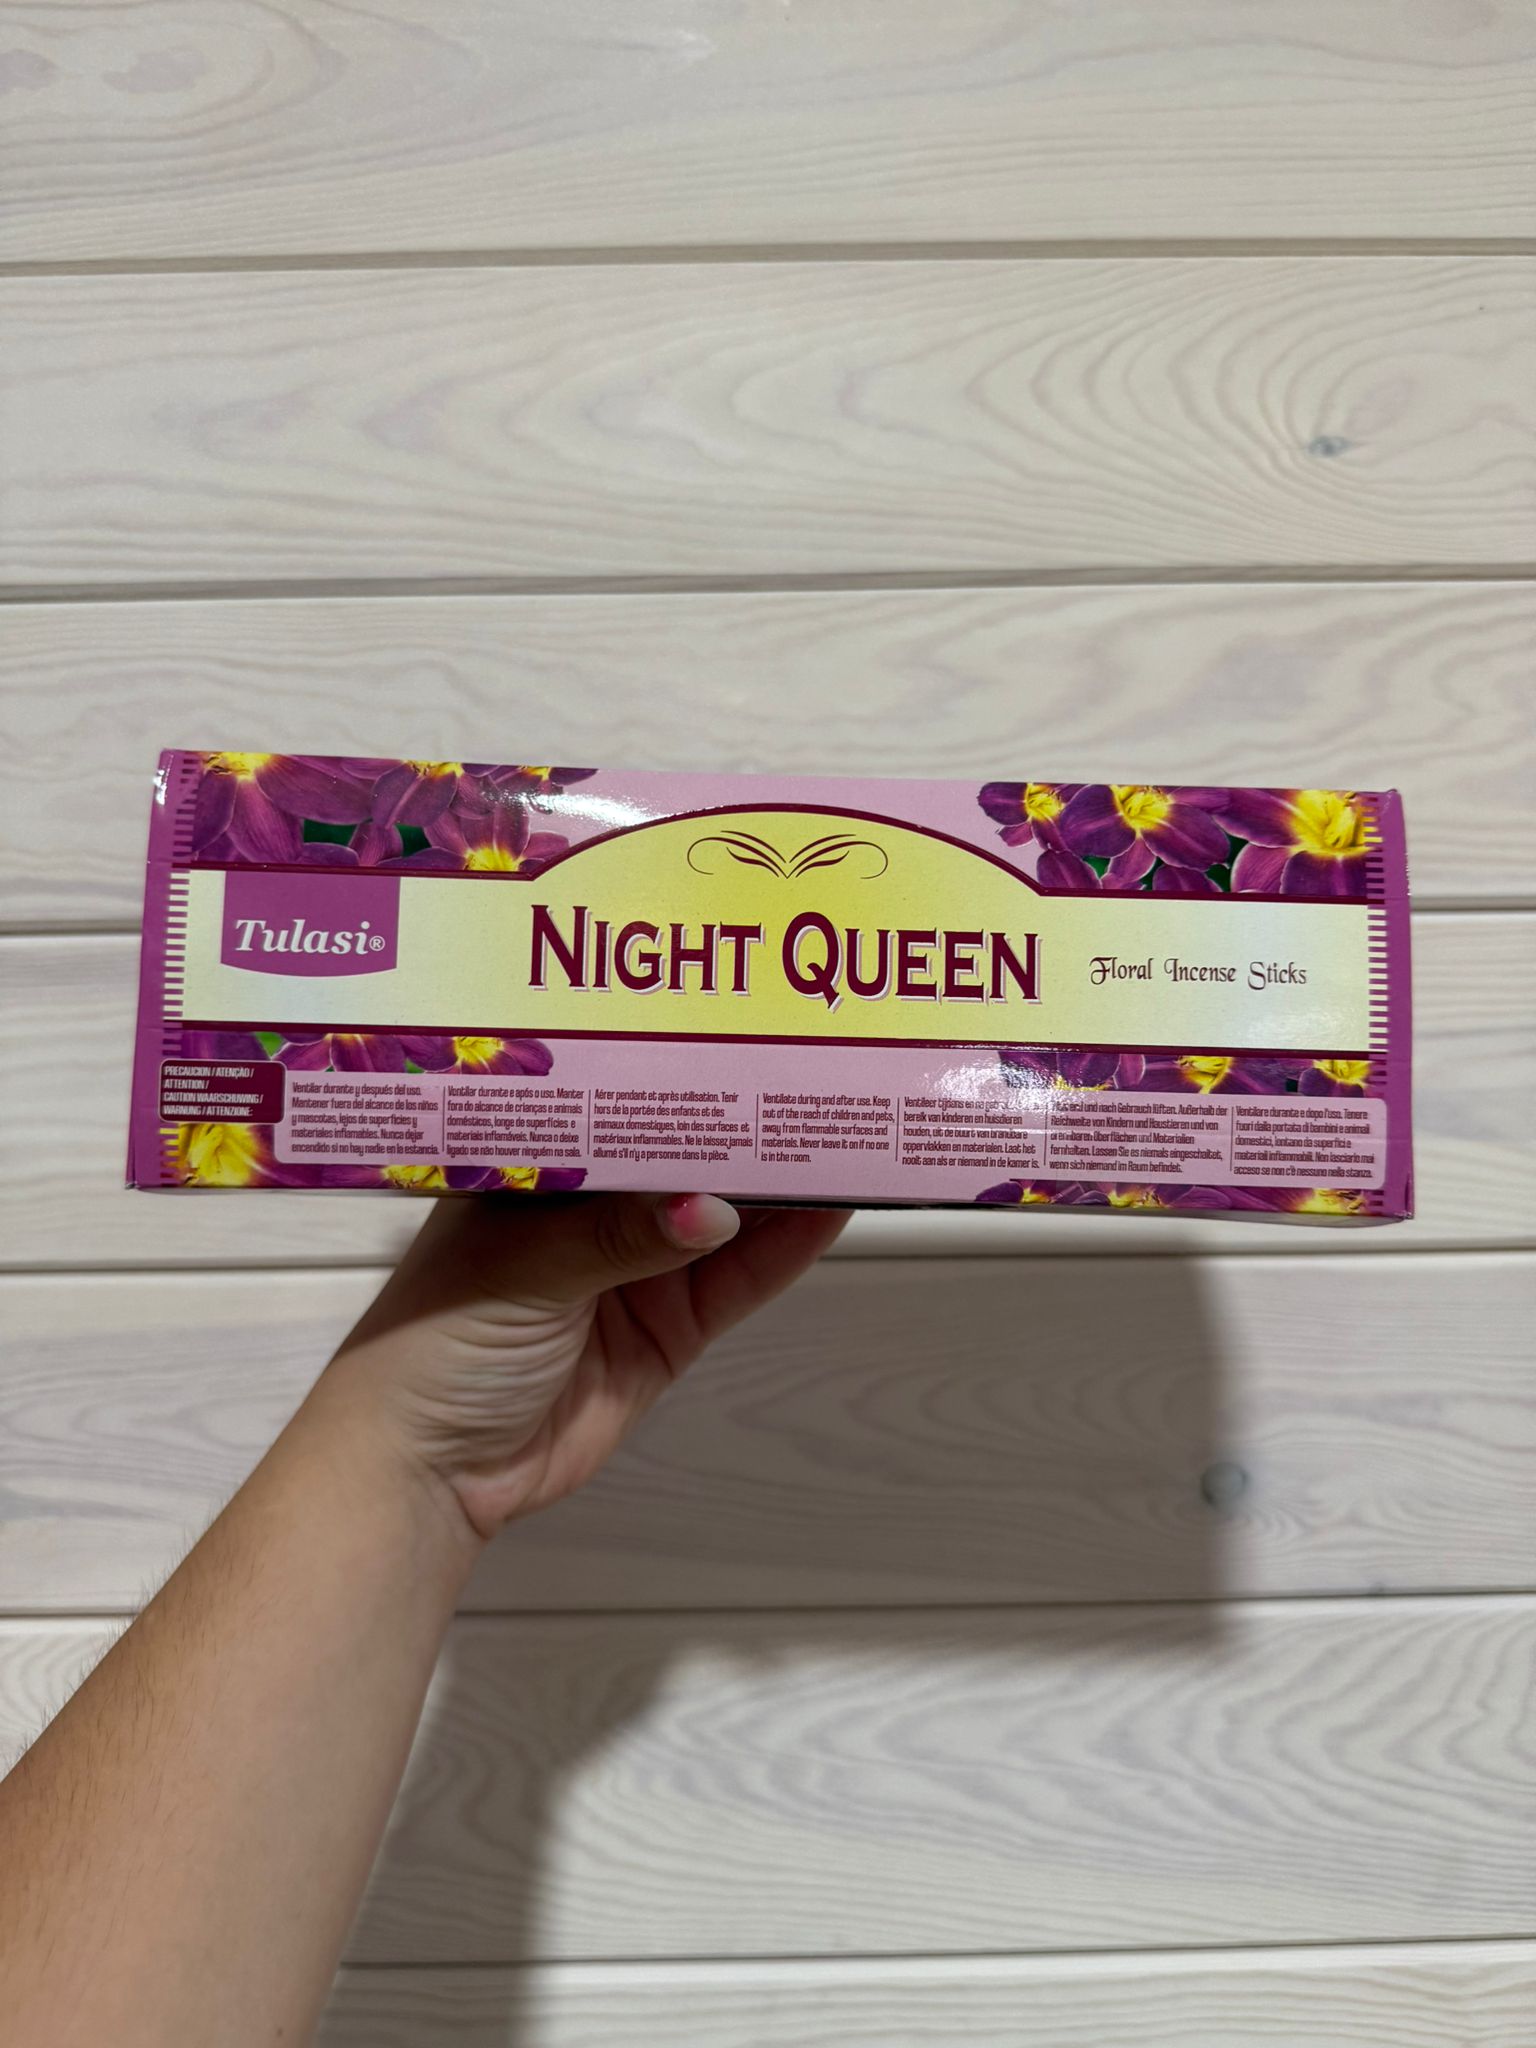 Tulasi®
NIGHT QUEEN
Floral Incense Sticks
PRECAUCION / ATENÇÃO /
ATTENTION /
CAUTION WAARSCHUWING /
WARNUNG / ATTENZIONE:
Ventilar durante y después del uso.
Mantener fuera del alcance de los niños
y mascotas, lejos de superficies y
materiales inflamables. Nunca dejar
encendido si no hay nadie en la estancia.
Ventilar durante e após o uso. Manter
fora do alcance de crianças e animais
domésticos, longe de superfícies e
materiais inflamáveis. Nunca o deixe
ligado se não houver ninguém na sala.
Aérer pendant et après utilisation. Tenir
hors de la portée des enfants et des
animaux domestiques, loin des surfaces et
matériaux inflammables. Ne le laissez jamais
allumé s'il n'y a personne dans la pièce.
Ventilate during and after use. Keep
out of the reach of children and pets,
away from flammable surfaces and
materials. Never leave it on if no one
is in the room.
Ventileer tijdens en na
bereik van kinderen en huisdieren
houden, uit de buurt van brandbare
oppervlakken en materialen. Laat het
nooit aan als er niemand in de kamer is.
und nach Gebrauch lüften. Außerhalb der
Reichweite von Kindern und Haustieren und von
brennbaren Oberflächen und Materialien
fernhalten. Lassen Sie es niemals eingeschaltet,
wenn sich niemand im Raum befindet.
Ventilare durante e dopo l'uso. Tenere
fuori dalla portata di bambini e animali
domestici, lontano da superfici e
materiali infiammabili. Non lasciarlo mai
acceso se non c'è nessuno nella stanza.